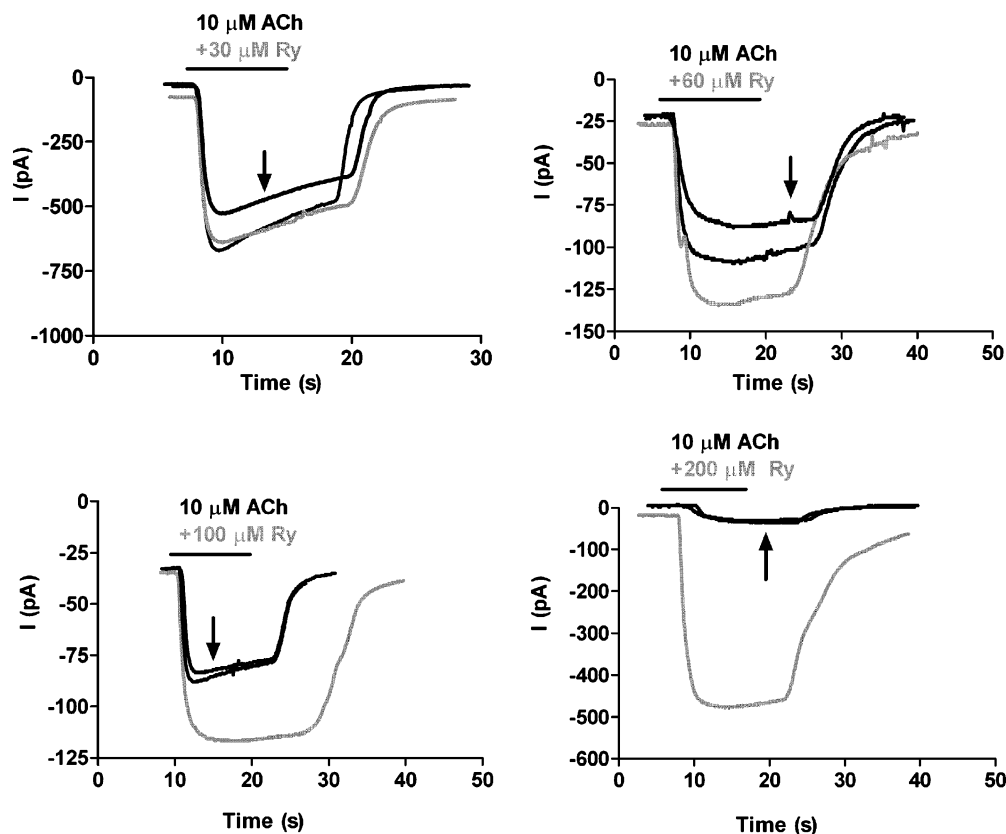 10 μM ACh
+30 μM Ry
0
-250
-500
-750
-1000
I (pA)
0
10
20
30
Time (s)
10 μM ACh
+60 μM Ry
0
-25
-50
-75
-100
-125
-150
I (pA)
0
10
20
30
40
50
Time (s)
10 μM ACh
+100 μM Ry
0
-25
-50
-75
-100
-125
I (pA)
0
10
20
30
40
50
Time (s)
10 μM ACh
+200 μM Ry
0
-100
-200
-300
-400
-500
-600
I (pA)
0
10
20
30
40
50
Time (s)